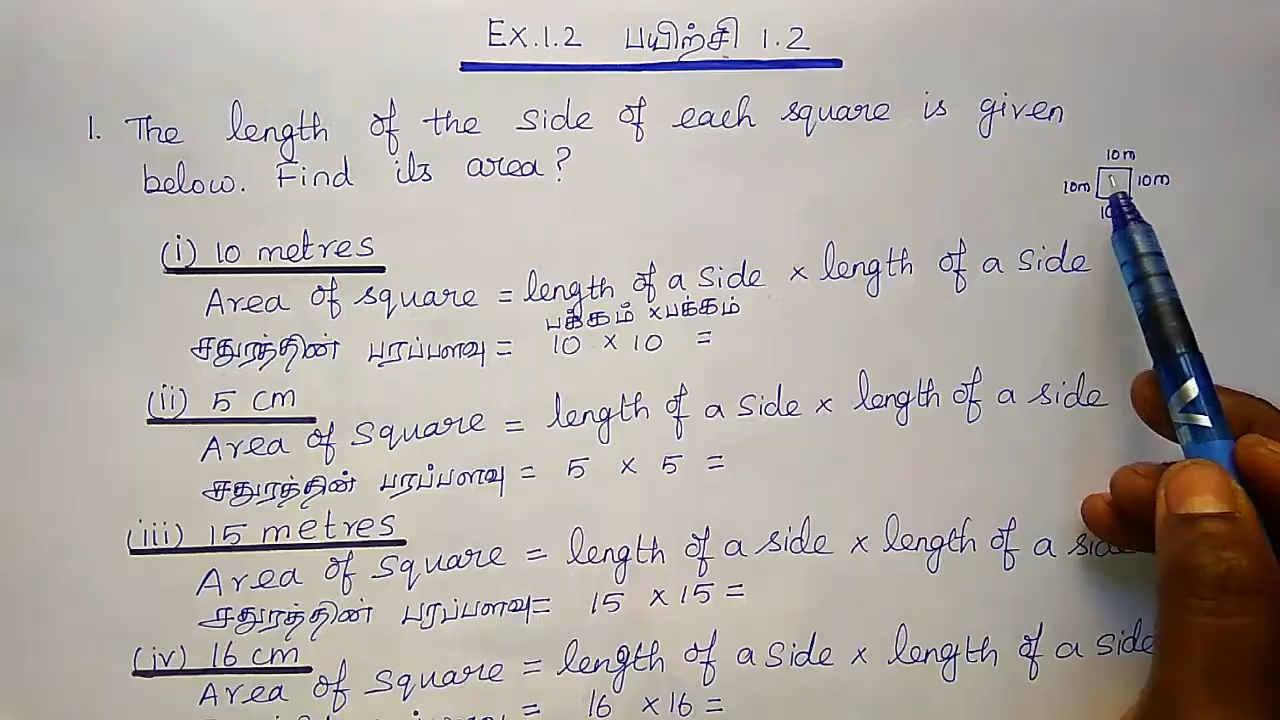 Ex.1.2 பயிற்சி 1.2
1. The length of the side of each square is given
below. Find its area?
10m
10m 10m
10
(i) 10 metres
Area of square = length of a side × length of a side
பக்கம் × பக்கம்
சதுரத்தின் பரப்பளவு = 10 × 10 =
(ii) 5 cm
Area of square = length of a side × length of a side
சதுரத்தின் பரப்பளவு = 5 × 5 =
(iii) 15 metres
Area of square = length of a side × length of a side
சதுரத்தின் பரப்பளவு = 15 × 15 =
(iv) 16 cm
Area of square = length of a side × length of a side
= 16 × 16 =